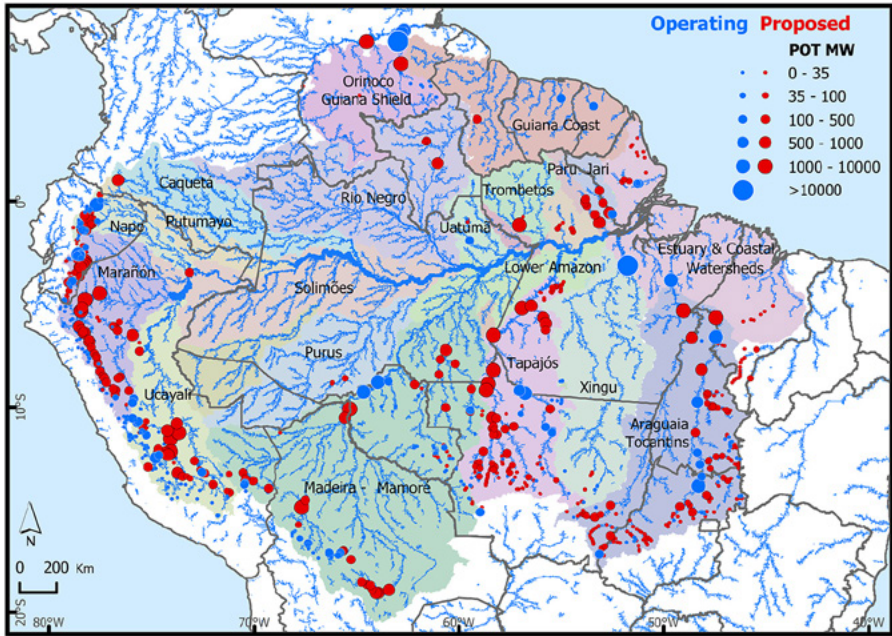 Operating Proposed
POT MW
0 - 35
35 - 100
100 - 500
500 - 1000
1000 - 10000
>10000
Orinoco
Guiana Shield
Guiana Coast
Caqueta
Paru Jari
0°
Rio Negro
Trombetos
Putumayo
Napo
Uatuma
Estuary & Coastal
Watersheds
Marañon
Lower Amazon
Solimões
Purus
Tapajós
Xingu
Ucayali
10°S
Araguaia
Tocantins
Madeira - Mamore
N
0 200 Km
20°S
80°W 70°W 60°W 50°W 40°W